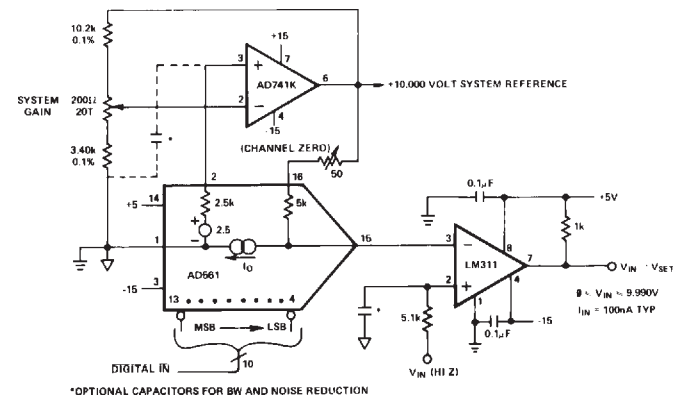 10.2k
0.1%
+15
3
7
+
AD741K
6
+10.000 VOLT SYSTEM REFERENCE
SYSTEM
GAIN
200Ω
20T
2
−
4
-15
*
3.40k
0.1%
(CHANNEL ZERO)
50
2
16
+5
14
2.5k
5k
+
2.5
−
1
IO
15
AD561
-15
3
13
4
MSB
LSB
10
DIGITAL IN
0.1μF
+5V
1k
3
−
8
LM311
7
VIN
VSET
2
+
1
4
*
5.1k
-15
0.1μF
VIN (HI Z)
VIN
9.990V
IIN = 100nA TYP
*OPTIONAL CAPACITORS FOR BW AND NOISE REDUCTION